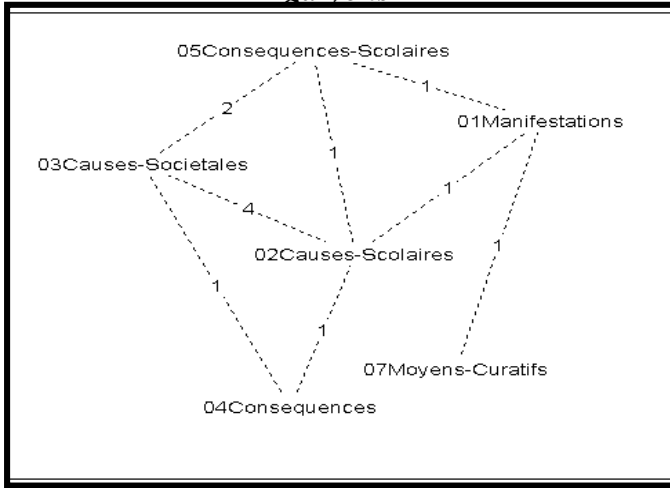 05Consequences-Scolaires
1
2
01Manifestations
1
03Causes-Societales
1
4
1
02Causes-Scolaires
1
1
07Moyens-Curatifs
04Consequences